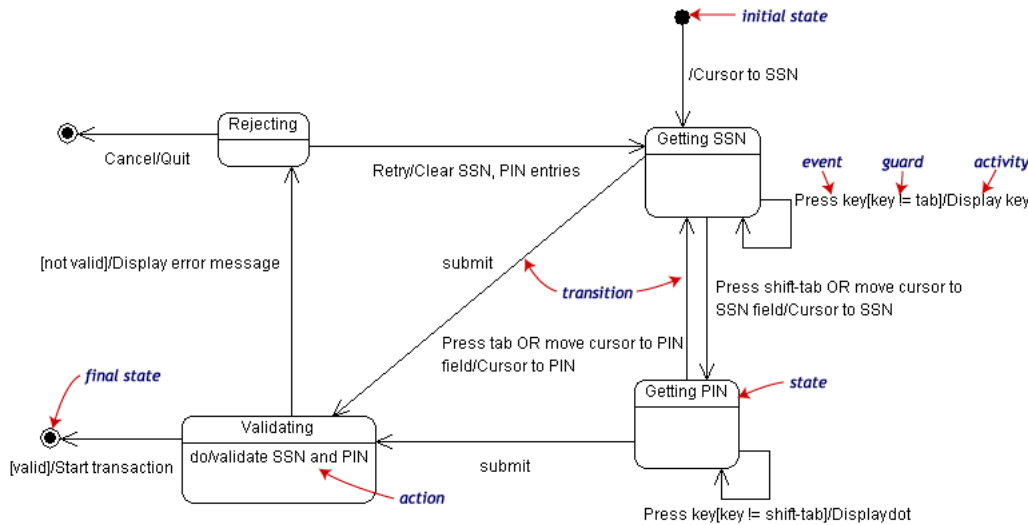 initial state
/Cursor to SSN
Rejecting
Getting SSN
Cancel/Quit
Retry/Clear SSN, PIN entries
event
guard
activity
Press key[key != tab]/Display key
[not valid]/Display error message
submit
transition
Press shift-tab OR move cursor to
SSN field/Cursor to SSN
Press tab OR move cursor to PIN
field/Cursor to PIN
final state
Getting PIN
state
Validating
do/validate SSN and PIN
[valid]/Start transaction
submit
action
Press key[key != shift-tab]/Displaydot